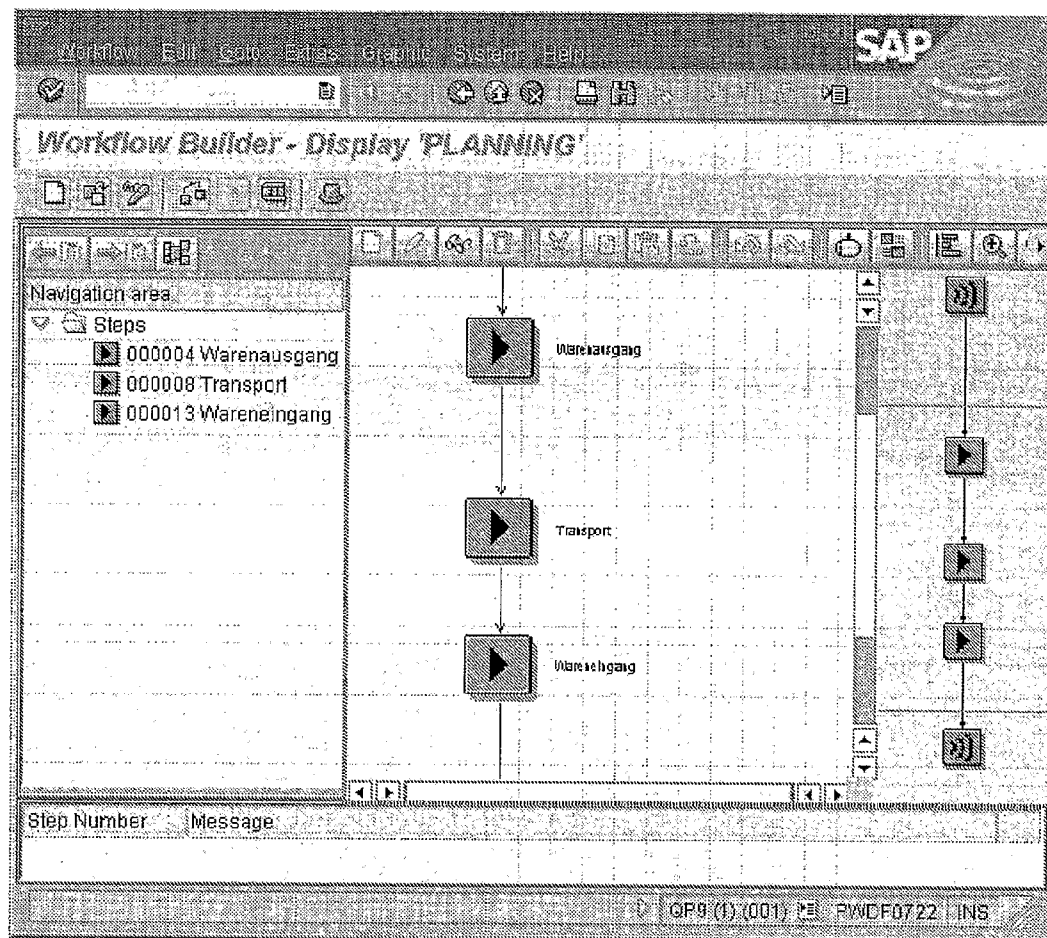 Workflow Edit Goto Extras Graphic System Help
SAP
Workflow Builder - Display 'PLANNING'
Navigation area
Steps
000004 Warenausgang
000008 Transport
000013 Wareneingang
Warenausgang
Transport
Wareneingang
Step Number Message
QP9 (1) (001) PWDF0722 INS